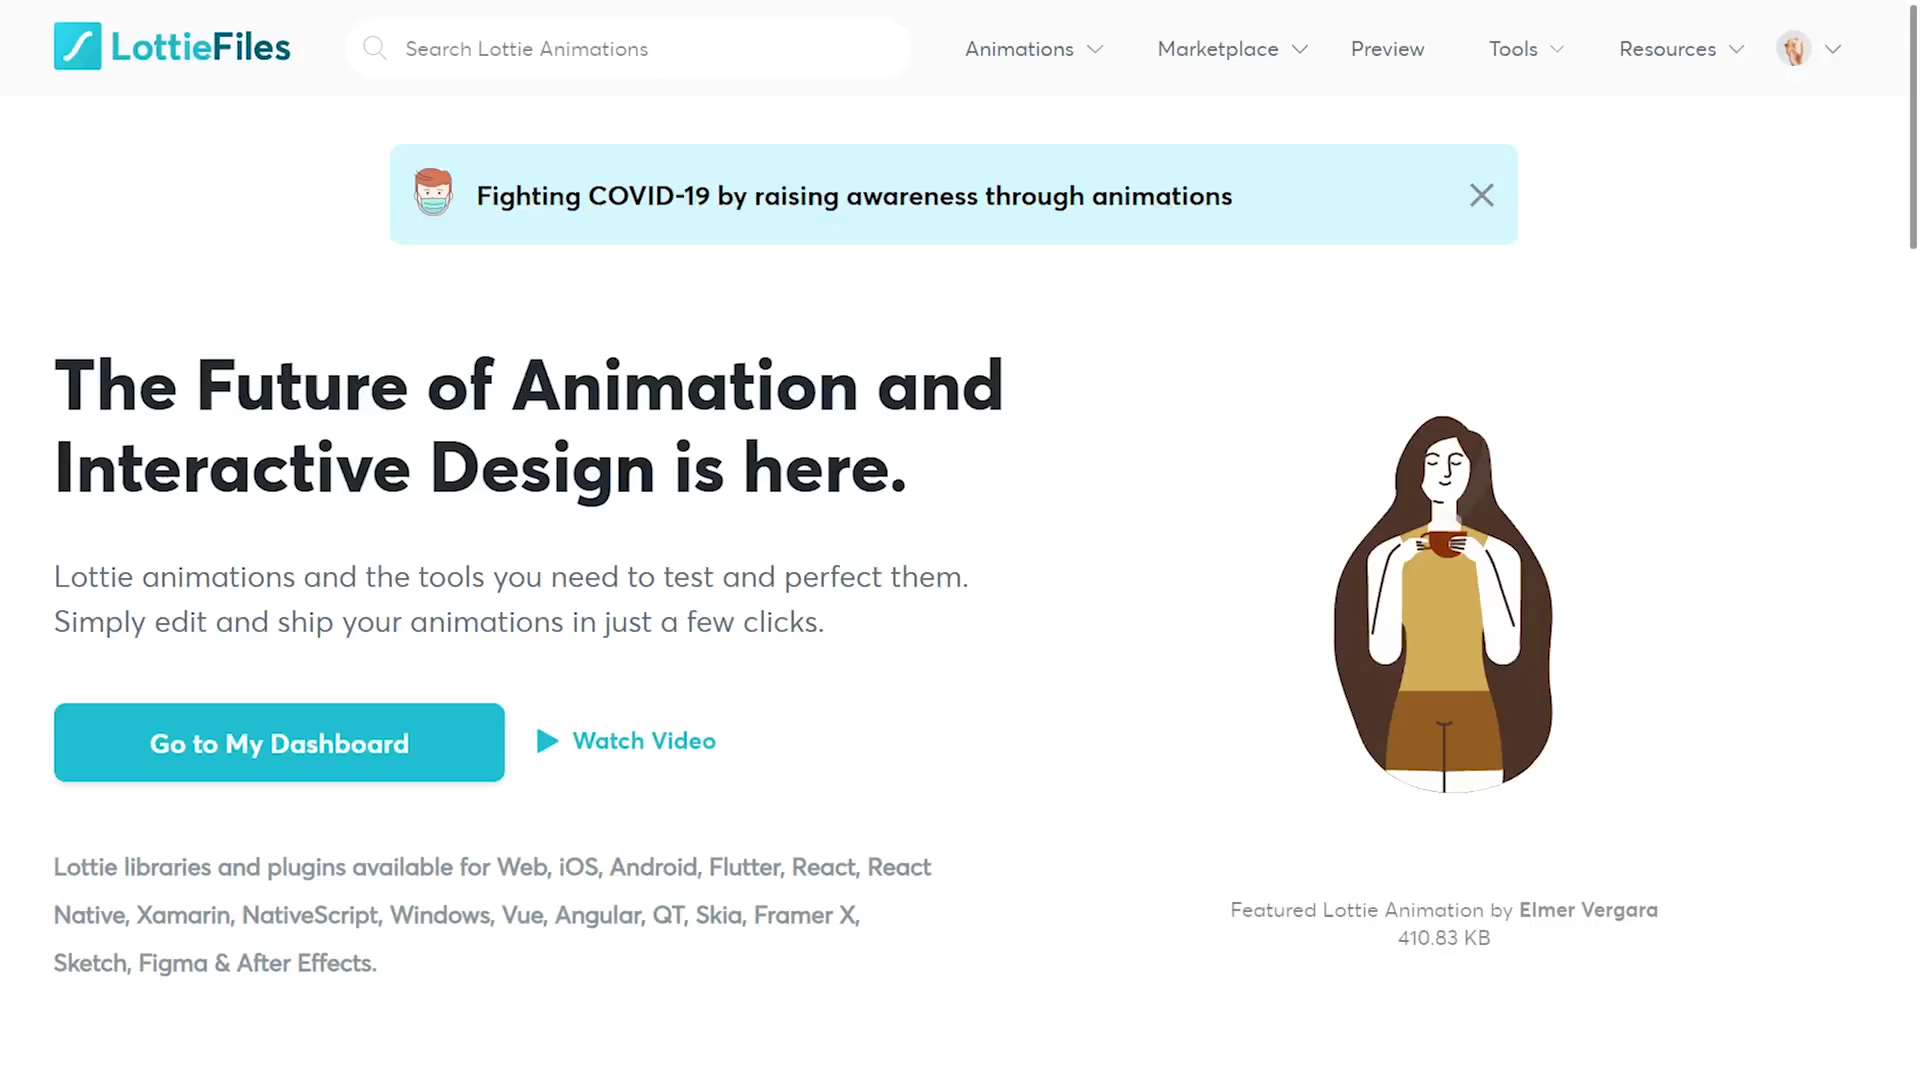 LottieFiles
Search Lottie Animations
Animations
Marketplace
Preview
Tools
Resources
Fighting COVID-19 by raising awareness through animations
The Future of Animation and
Interactive Design is here.
Lottie animations and the tools you need to test and perfect them.
Simply edit and ship your animations in just a few clicks.
Go to My Dashboard
Watch Video
Lottie libraries and plugins available for Web, iOS, Android, Flutter, React, React
Native, Xamarin, NativeScript, Windows, Vue, Angular, QT, Skia, Framer X,
Sketch, Figma & After Effects.
Featured Lottie Animation by Elmer Vergara
410.83 KB